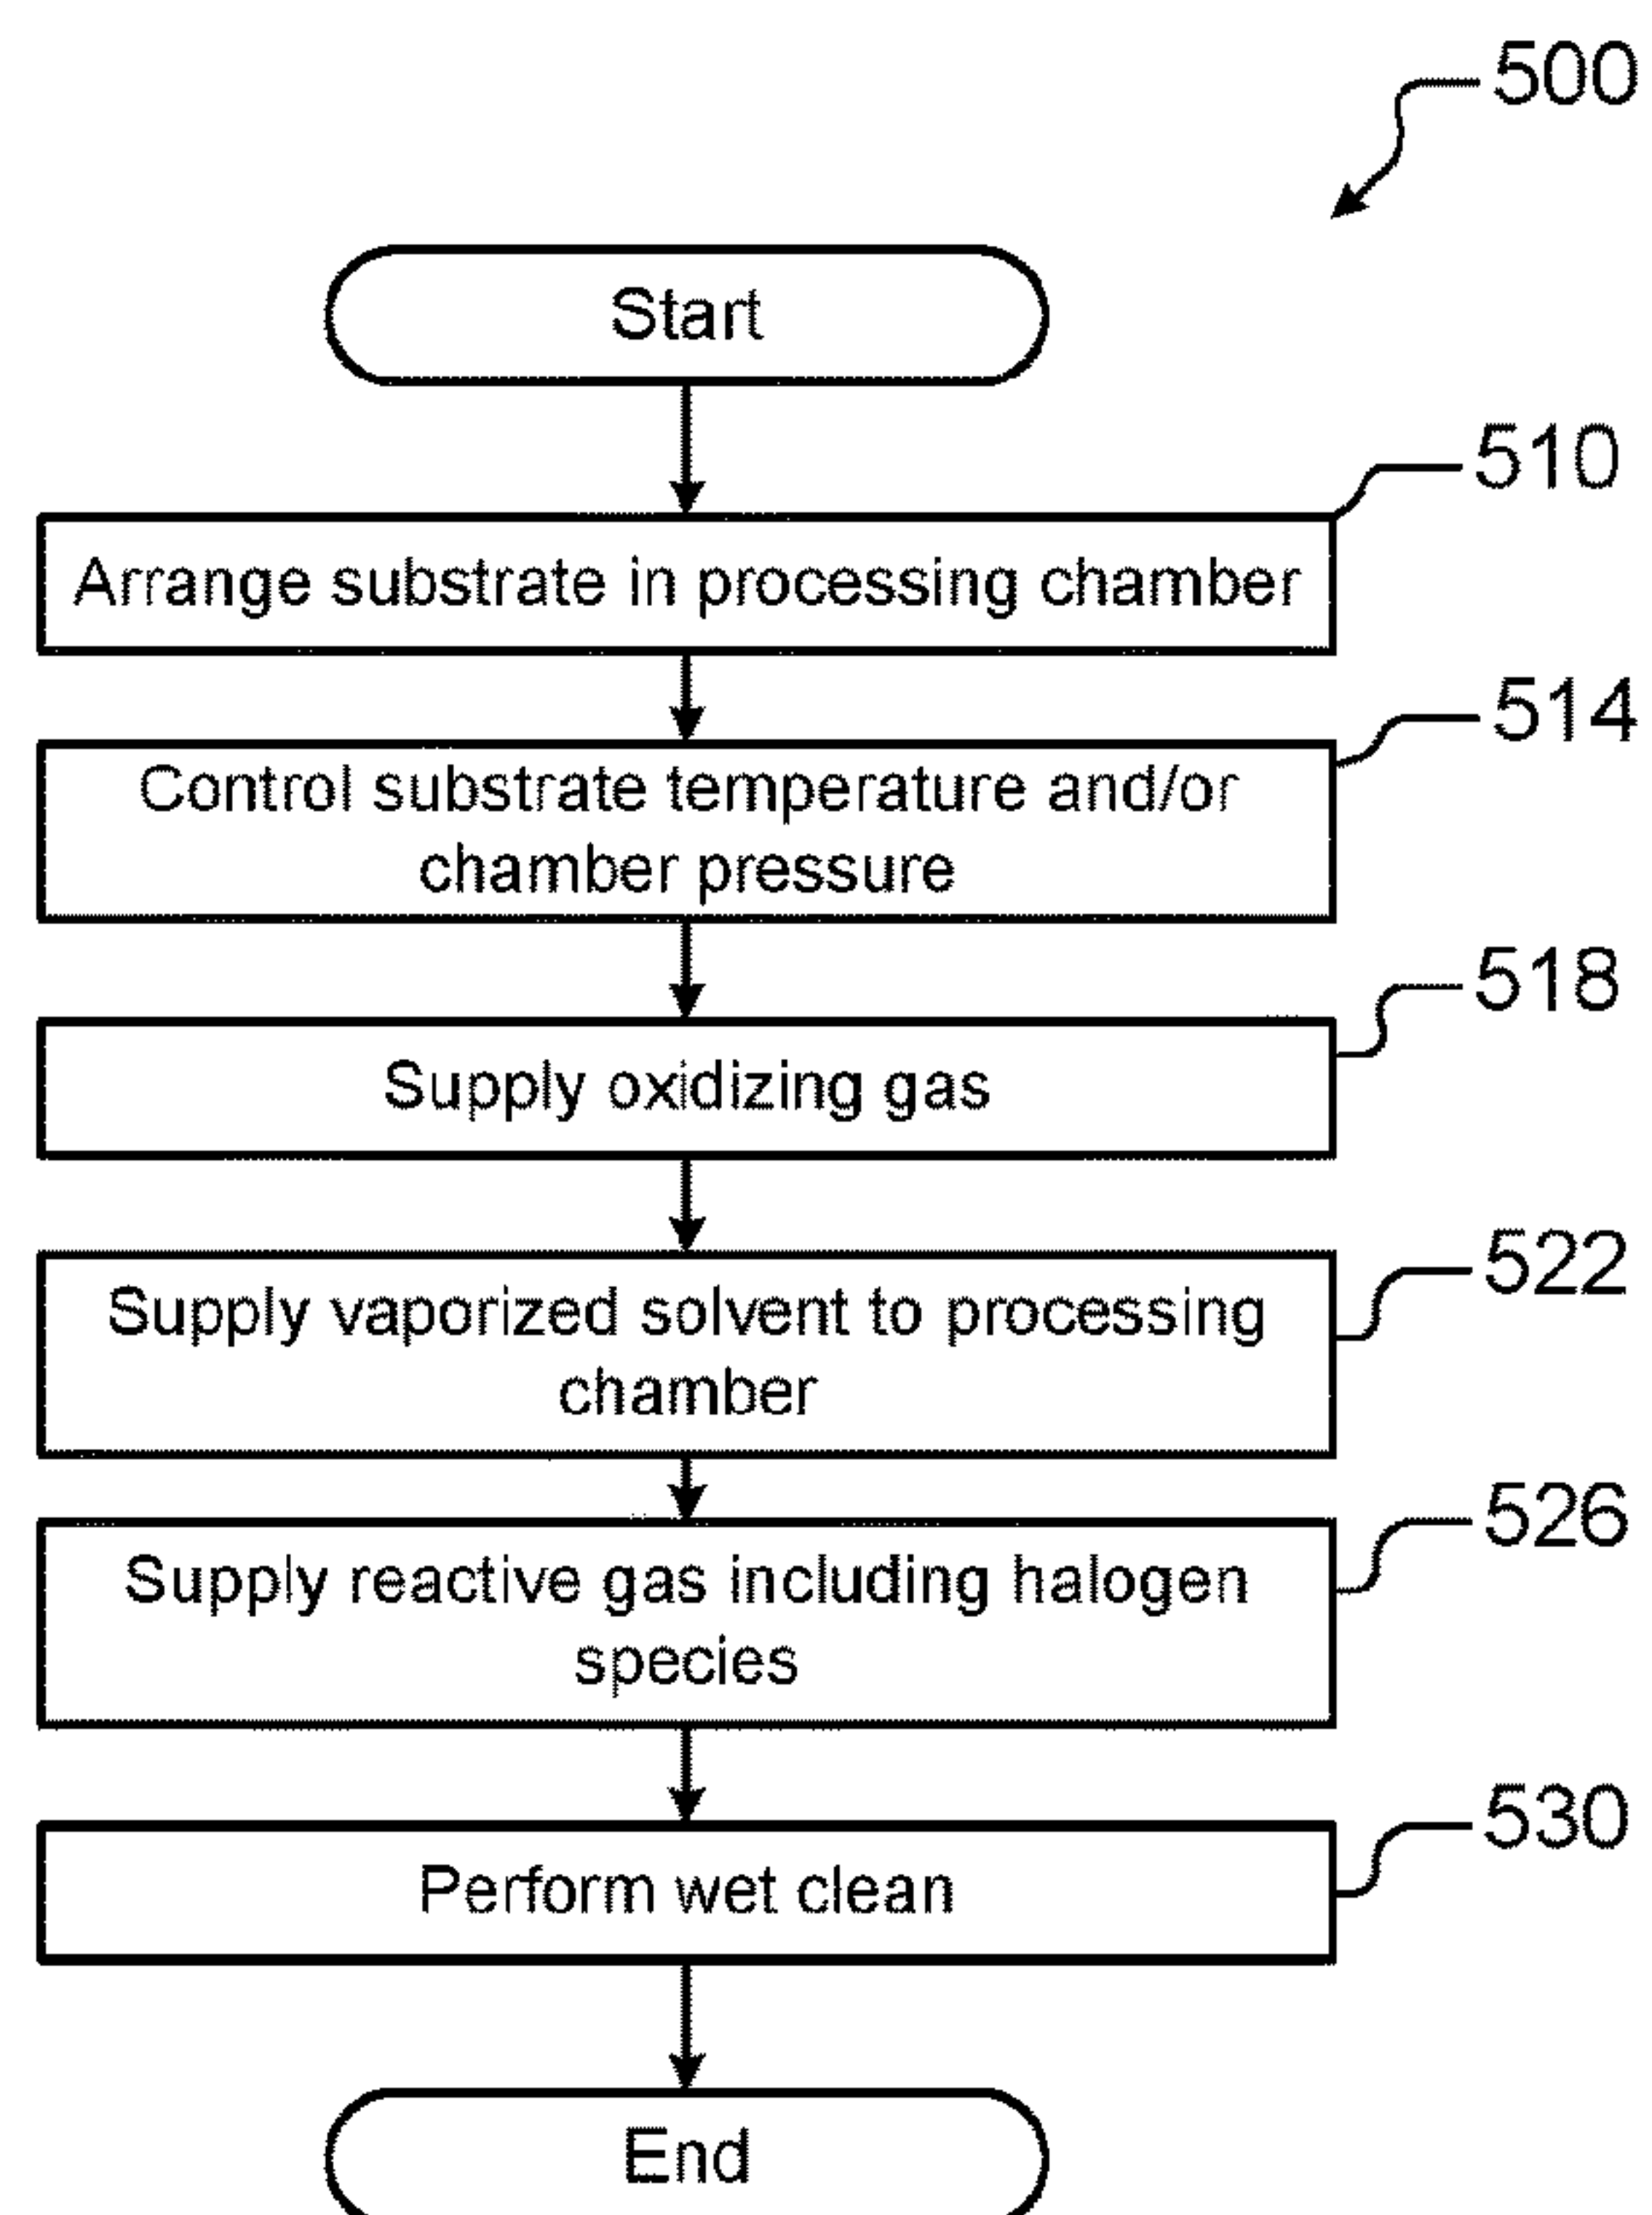 500
Start
510
Arrange substrate in processing chamber
514
Control substrate temperature and/or
chamber pressure
518
Supply oxidizing gas
522
Supply vaporized solvent to processing
chamber
526
Supply reactive gas including halogen
species
530
Perform wet clean
End